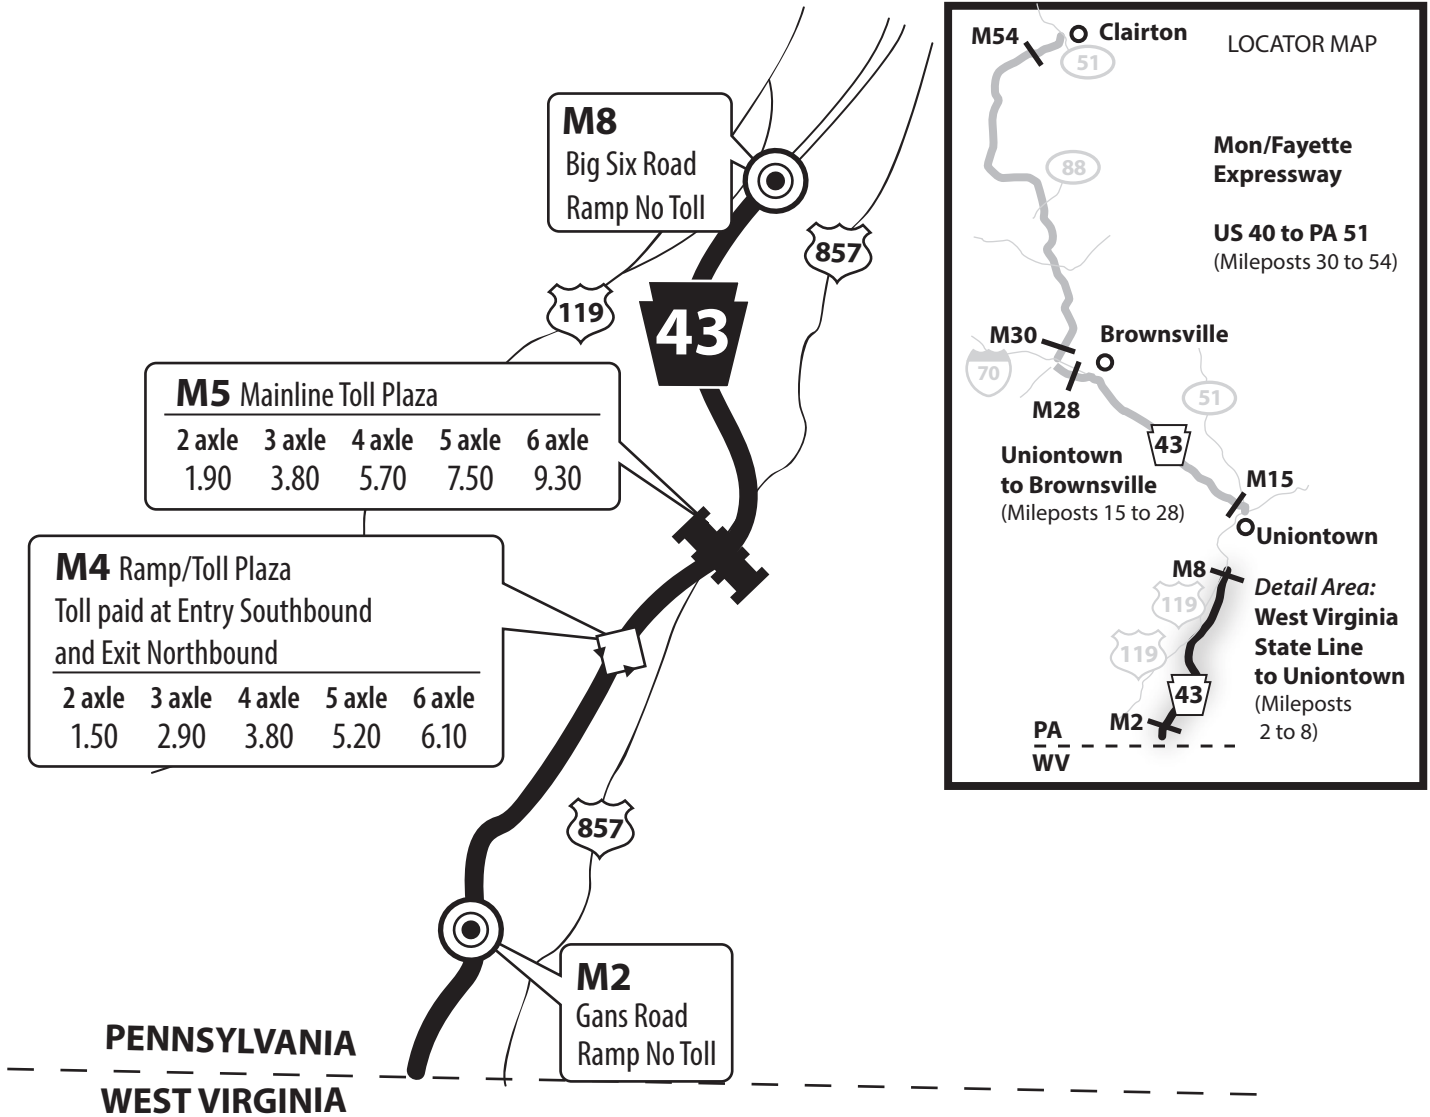 M8
Big Six Road
Ramp No Toll
857
119
43
M5 Mainline Toll Plaza
2 axle 3 axle 4 axle 5 axle 6 axle
1.90 3.80 5.70 7.50 9.30
M4 Ramp/Toll Plaza
Toll paid at Entry Southbound
and Exit Northbound
2 axle 3 axle 4 axle 5 axle 6 axle
1.50 2.90 3.80 5.20 6.10
857
M2
Gans Road
Ramp No Toll
PENNSYLVANIA
WEST VIRGINIA
LOCATOR MAP
M54
Clairton
51
Mon/Fayette
Expressway
88
US 40 to PA 51
(Mileposts 30 to 54)
M30
Brownsville
70
M28
51
43
Uniontown
to Brownsville
(Mileposts 15 to 28)
M15
Uniontown
M8
Detail Area:
West Virginia
State Line
to Uniontown
(Mileposts
2 to 8)
119
119
43
M2
PA
WV